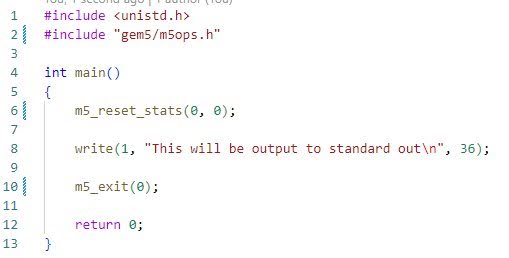 You, 1 second ago | 1 author (You)
1 #include <unistd.h>
2 #include "gem5/m5ops.h"
3
4 int main()
5 {
6 m5_reset_stats(0, 0);
7
8 write(1, "This will be output to standard out\n", 36);
9
10 m5_exit(0);
11
12 return 0;
13 }